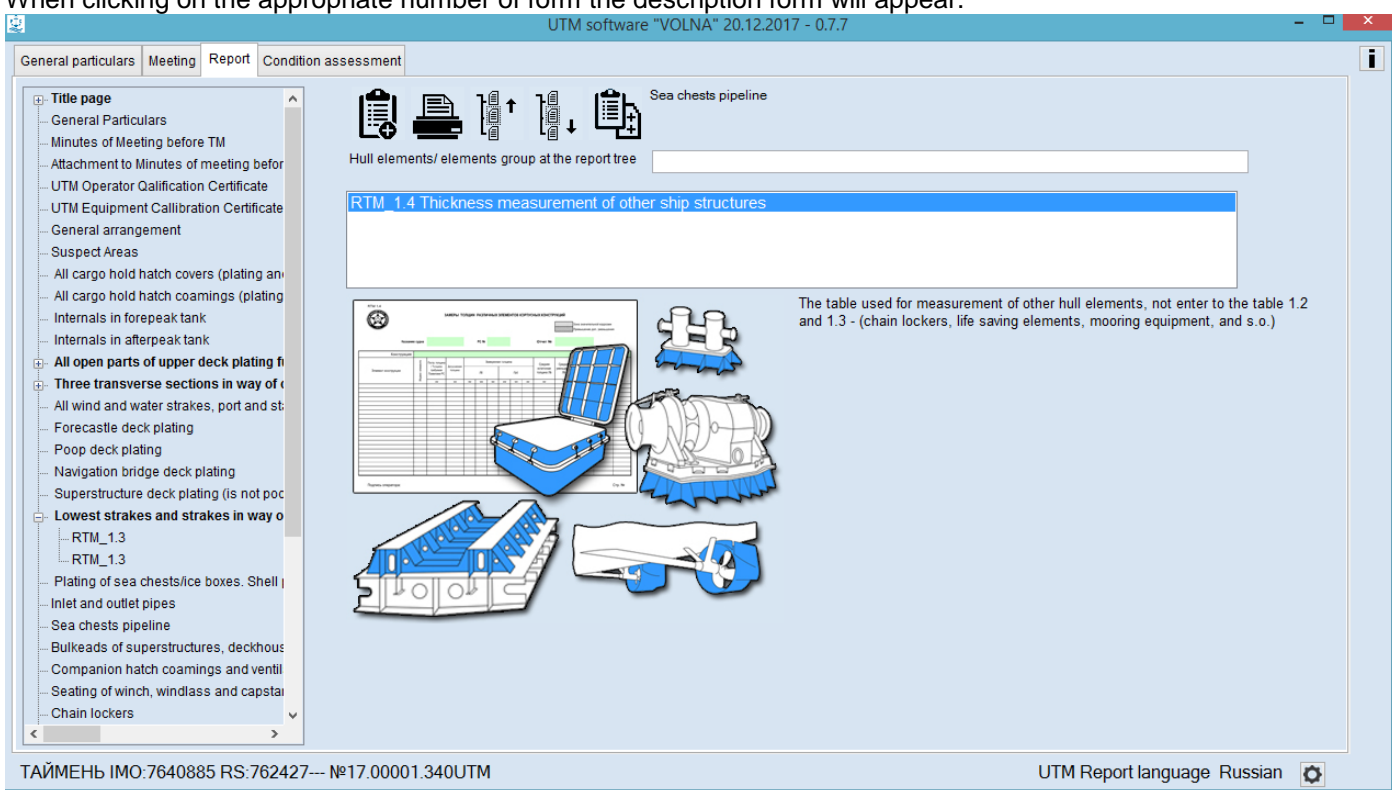 When clicking on the appropriate number of form the description form will appear.
UTM software "VOLNA" 20.12.2017 - 0.7.7
General particulars Meeting Report Condition assessment
Title page
General Particulars
Minutes of Meeting before TM
Attachment to Minutes of meeting befor
UTM Operator Qalification Certificate
UTM Equipment Callibration Certificate
General arrangement
Suspect Areas
All cargo hold hatch covers (plating and
All cargo hold hatch coamings (plating
Internals in forepeak tank
Internals in afterpeak tank
All open parts of upper deck plating fu
Three transverse sections in way of c
All wind and water strakes, port and sta
Forecastle deck plating
Poop deck plating
Navigation bridge deck plating
Superstructure deck plating (is not poo
Lowest strakes and strakes in way o
RTM_1.3
RTM_1.3
Plating of sea chests/ice boxes. Shell p
Inlet and outlet pipes
Sea chests pipeline
Bulkeads of superstructures, deckhous
Companion hatch coamings and ventil
Seating of winch, windlass and capstan
Chain lockers
Sea chests pipeline
Hull elements/ elements group at the report tree
RTM_1.4 Thickness measurement of other ship structures
The table used for measurement of other hull elements, not enter to the table 1.2
and 1.3 - (chain lockers, life saving elements, mooring equipment, and s.o.)
ТАЙМЕНЬ IMO:7640885 RS:762427--- №17.00001.340UTM
UTM Report language Russian